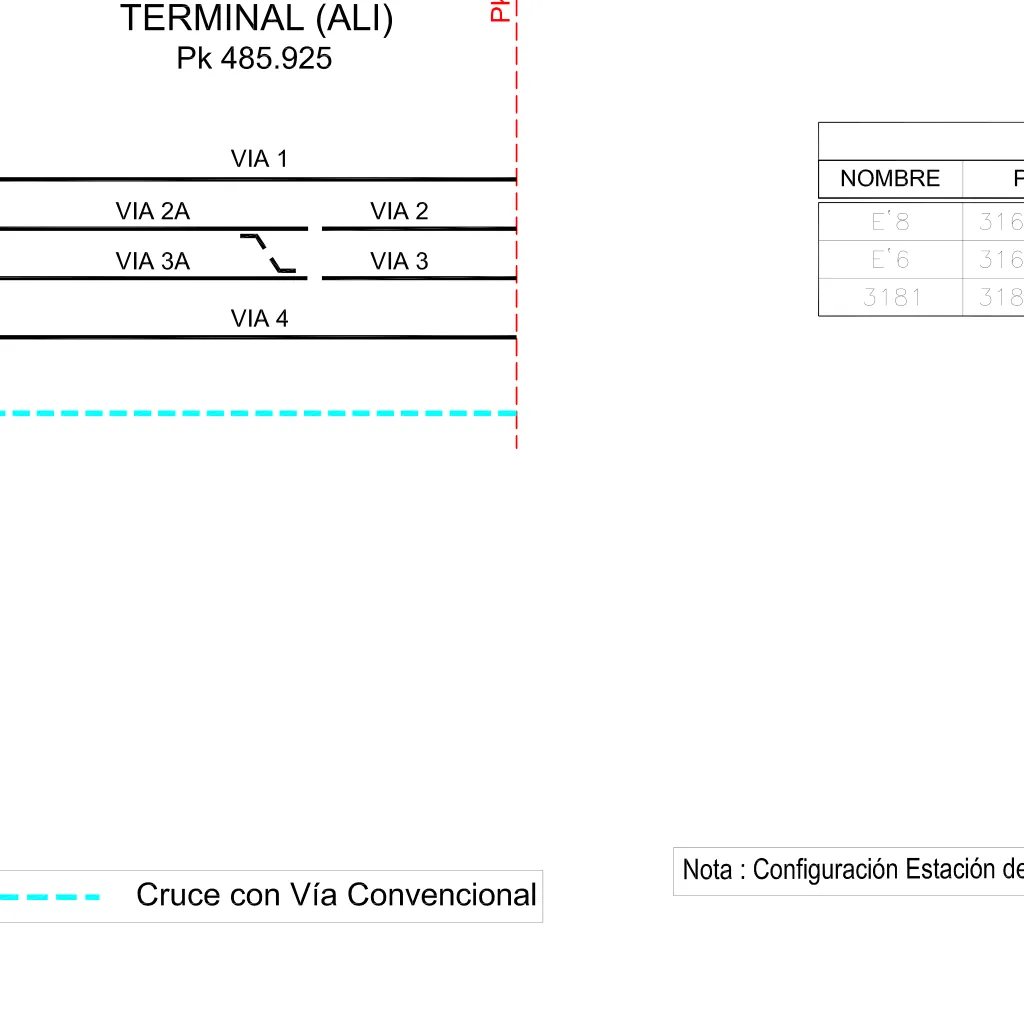 TERMINAL (ALI)
Pk 485.925
VIA 1
VIA 2A VIA 2
VIA 3A VIA 3
VIA 4
NOMBRE
E'8 316
E'6 316
3181 318
Cruce con Vía Convencional
Nota : Configuración Estación de